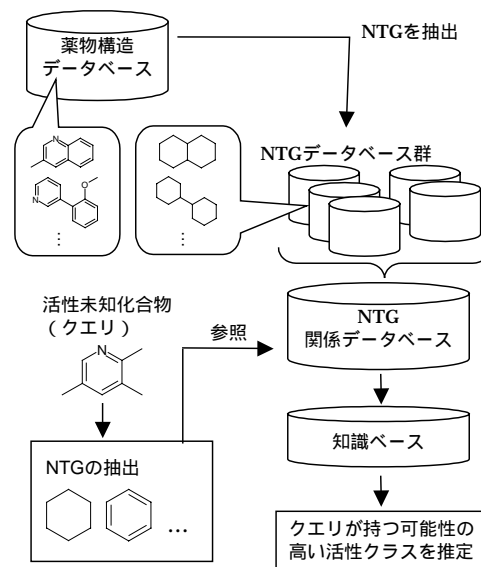 薬物構造
データベース
NTGを抽出
N
O
N
⋮
⋮
NTGデータベース群
活性未知化合物
(クエリ)
N
参照
NTG
関係データベース
NTGの抽出
...
知識ベース
クエリが持つ可能性の
高い活性クラスを推定